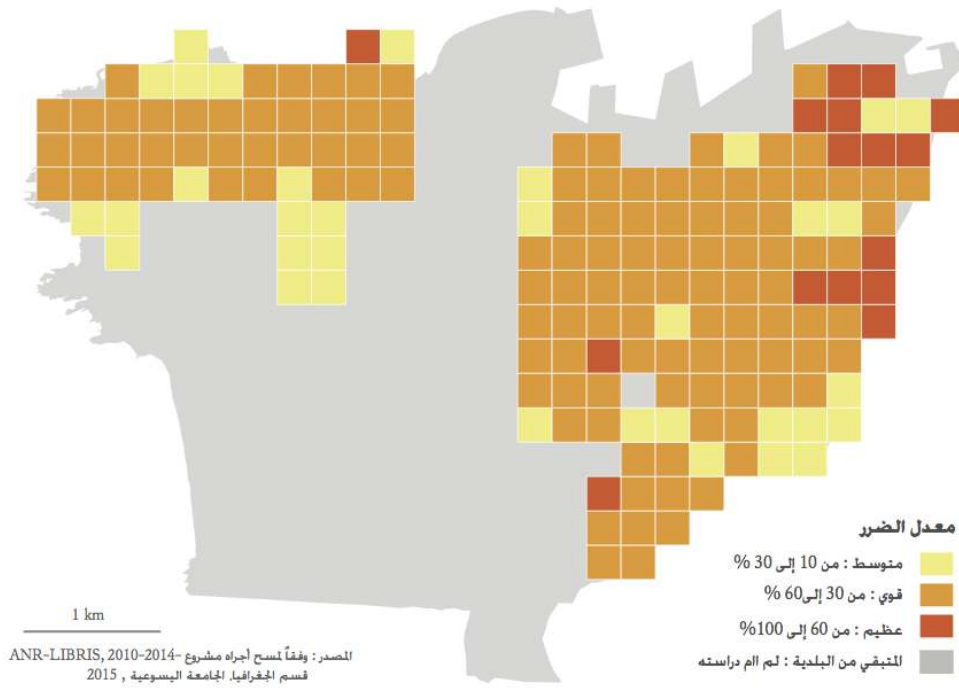 معدل الضرر
متوسط : من 10 إلى 30 %
قوي : من 30 إلى60 %
عظيم : من 60 إلى 100%
المتبقي من البلدية : لم اام دراسته
1 km
المصدر : وفقاً لمسح أجراه مشروع ANR-LIBRIS, 2010-2014-
قسم الجغرافيا, الجامعة اليسوعية , 2015